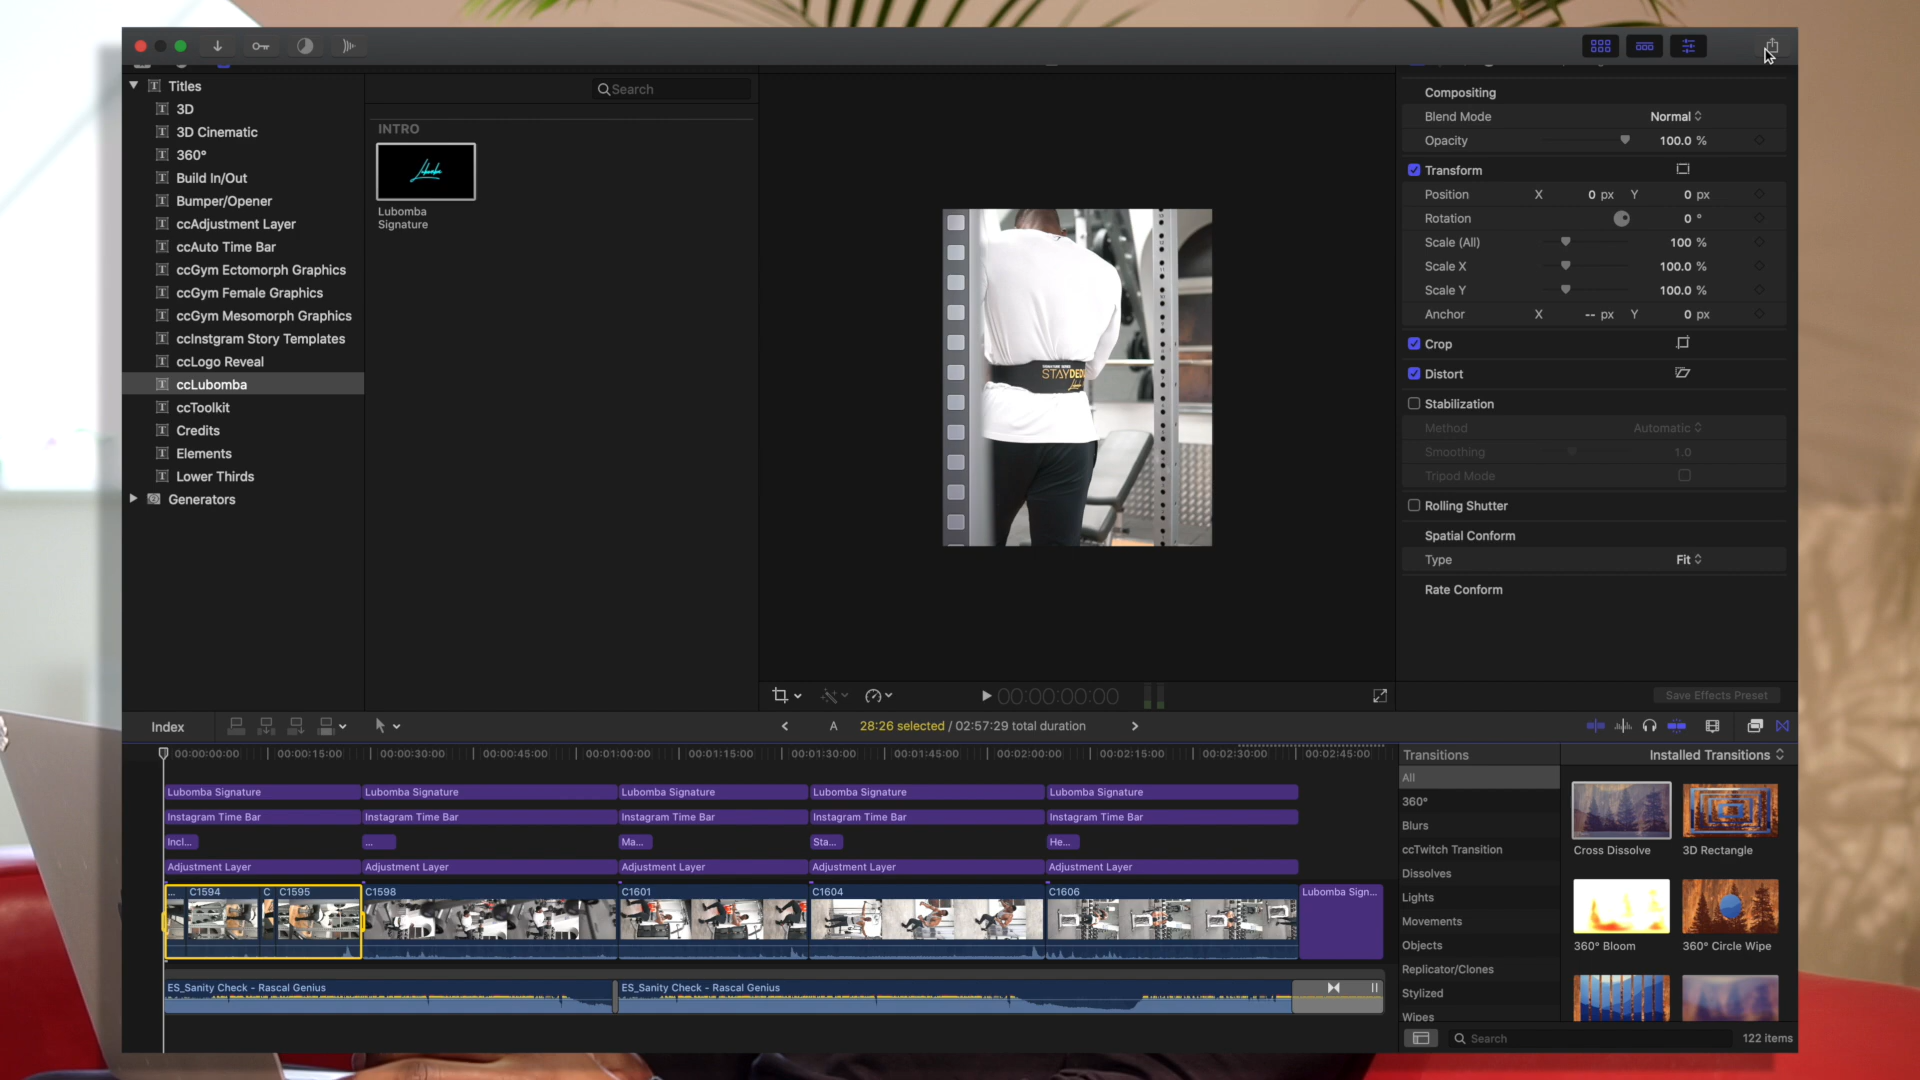 Titles
3D
3D Cinematic
360°
Build In/Out
Bumper/Opener
ccAdjustment Layer
ccAuto Time Bar
ccGym Ectomorph Graphics
ccGym Female Graphics
ccGym Mesomorph Graphics
ccInstgram Story Templates
ccLogo Reveal
ccLubomba
ccToolkit
Credits
Elements
Lower Thirds
Generators
Search
INTRO
Lubomba
Lubomba
Signature
STAYDED
Compositing
Blend Mode Normal
Opacity 100.0 %
Transform
Position X 0 px Y 0 px
Rotation 0 °
Scale (All) 100 %
Scale X 100.0 %
Scale Y 100.0 %
Anchor X -- px Y 0 px
Crop
Distort
Stabilization
Method Automatic
Smoothing 1.0
Tripod Mode
Rolling Shutter
Spatial Conform
Type Fit
Rate Conform
Save Effects Preset
00:00:00:00
Index
A 28:26 selected / 02:57:29 total duration
00:00:00:00 00:00:15:00 00:00:30:00 00:00:45:00 00:01:00:00 00:01:15:00 00:01:30:00 00:01:45:00 00:02:00:00 00:02:15:00 00:02:30:00 00:02:45:00
Lubomba Signature Lubomba Signature Lubomba Signature Lubomba Signature Lubomba Signature
Instagram Time Bar Instagram Time Bar Instagram Time Bar Instagram Time Bar Instagram Time Bar
Incl... ... Ma... Sta... He...
Adjustment Layer Adjustment Layer Adjustment Layer Adjustment Layer Adjustment Layer
... C1594 C C1595 C1598 C1601 C1604 C1606 Lubomba Sign...
ES_Sanity Check - Rascal Genius ES_Sanity Check - Rascal Genius
Transitions
All
360°
Blurs
ccTwitch Transition
Dissolves
Lights
Movements
Objects
Replicator/Clones
Stylized
Wipes
Installed Transitions
Cross Dissolve 3D Rectangle
360° Bloom 360° Circle Wipe
Search
122 items